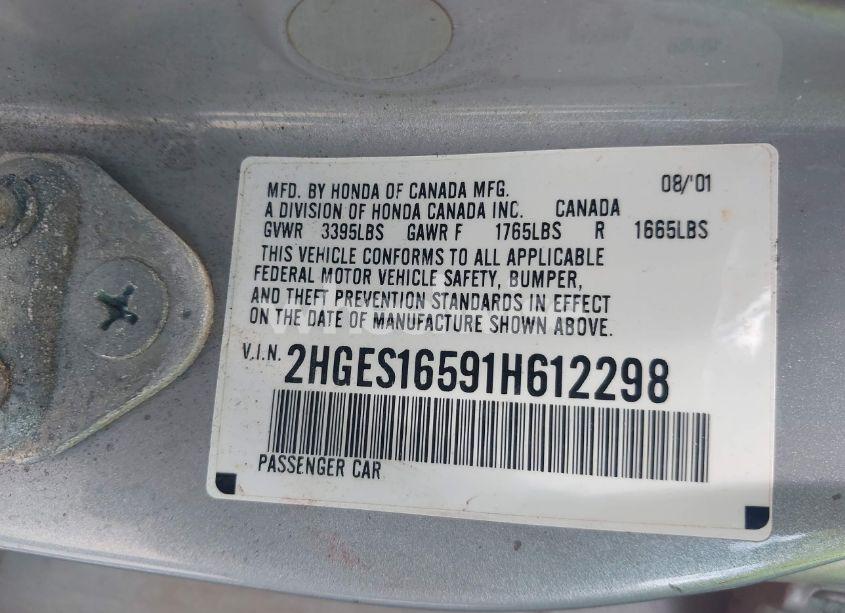 MFD. BY HONDA OF CANADA MFG. 08/'01
A DIVISION OF HONDA CANADA INC. CANADA
GVWR 3395LBS GAWR F 1765LBS R 1665LBS
THIS VEHICLE CONFORMS TO ALL APPLICABLE
FEDERAL MOTOR VEHICLE SAFETY, BUMPER,
AND THEFT PREVENTION STANDARDS IN EFFECT
ON THE DATE OF MANUFACTURE SHOWN ABOVE.
V.I.N. 2HGES16591H612298
PASSENGER CAR